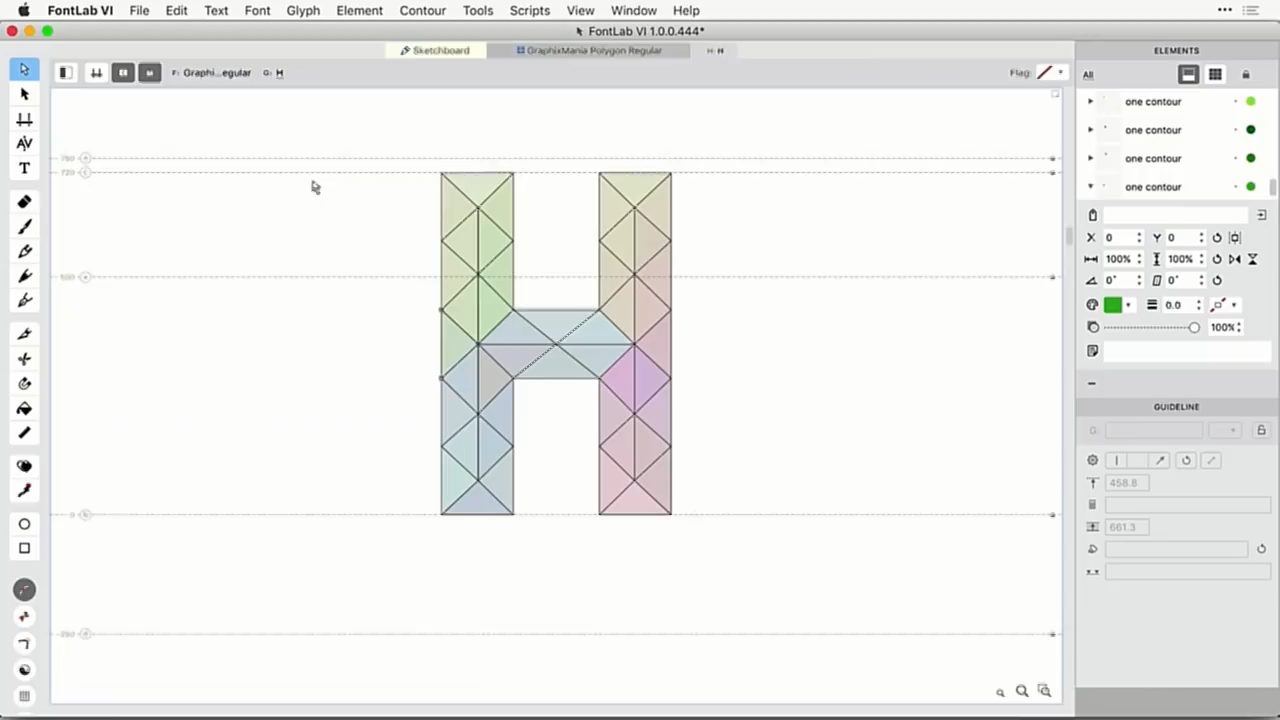 FontLab VI File Edit Text Font Glyph Element Contour Tools Scripts View Window Help
FontLab VI 1.0.0.444*
Sketchboard GraphixMania Polygon Regular H: H
ELEMENTS
F: Graphi...egular G: H Flag:
All
one contour
one contour
one contour
one contour
X 0 Y 0
100% 100%
0° 0°
0.0
100%
GUIDELINE
G:
458.8
661.3
720
0
T